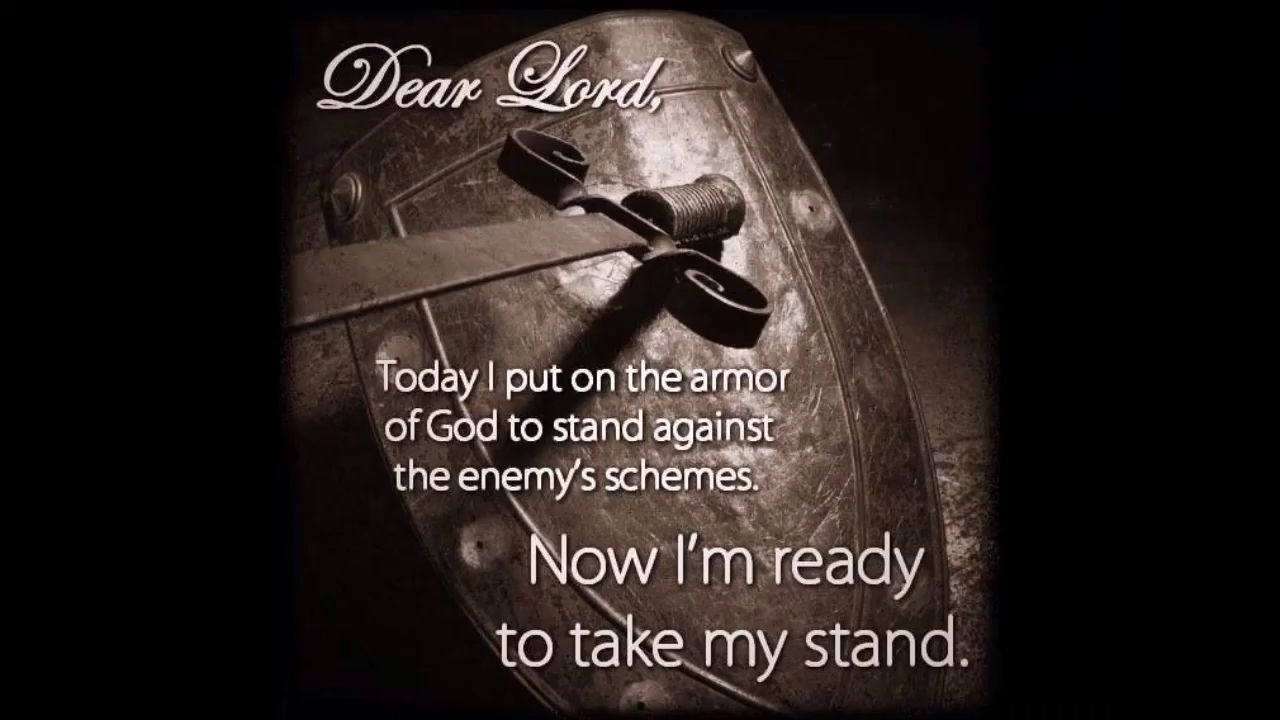 Dear Lord,
Today I put on the armor
of God to stand against
the enemy's schemes.
Now I'm ready
to take my stand.